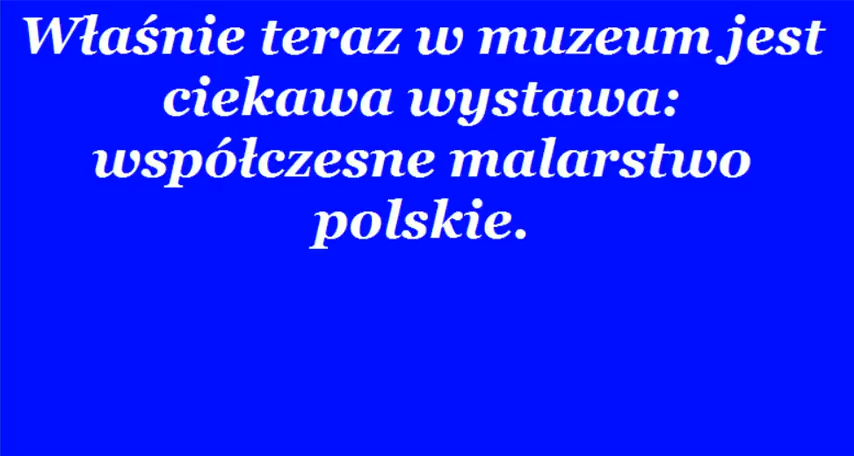 Właśnie teraz w muzeum jest
ciekawa wystawa:
współczesne malarstwo
polskie.